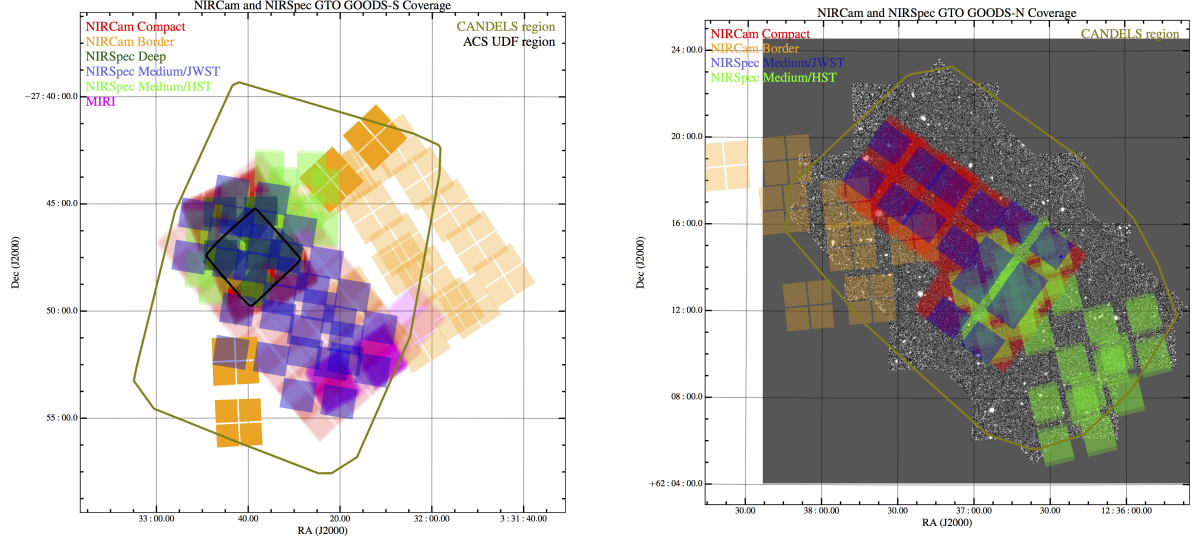 NIRCam and NIRSpec GTO GOODS-S Coverage
NIRCam Compact
NIRCam Border
NIRSpec Deep
NIRSpec Medium/JWST
NIRSpec Medium/HST
MIRI
CANDELS region
ACS UDF region
−27:40:00.0
45:00.0
50:00.0
55:00.0
Dec (J2000)
33:00.00
40.00
20.00
32:00.00
3:31:40.00
RA (J2000)
NIRCam and NIRSpec GTO GOODS-N Coverage
NIRCam Compact
NIRCam Border
NIRSpec Medium/JWST
NIRSpec Medium/HST
CANDELS region
24:00.0
20:00.0
16:00.0
12:00.0
08:00.0
+62:04:00.0
Dec (J2000)
30.00
38:00.00
30.00
37:00.00
30.00
12:36:00.00
RA (J2000)